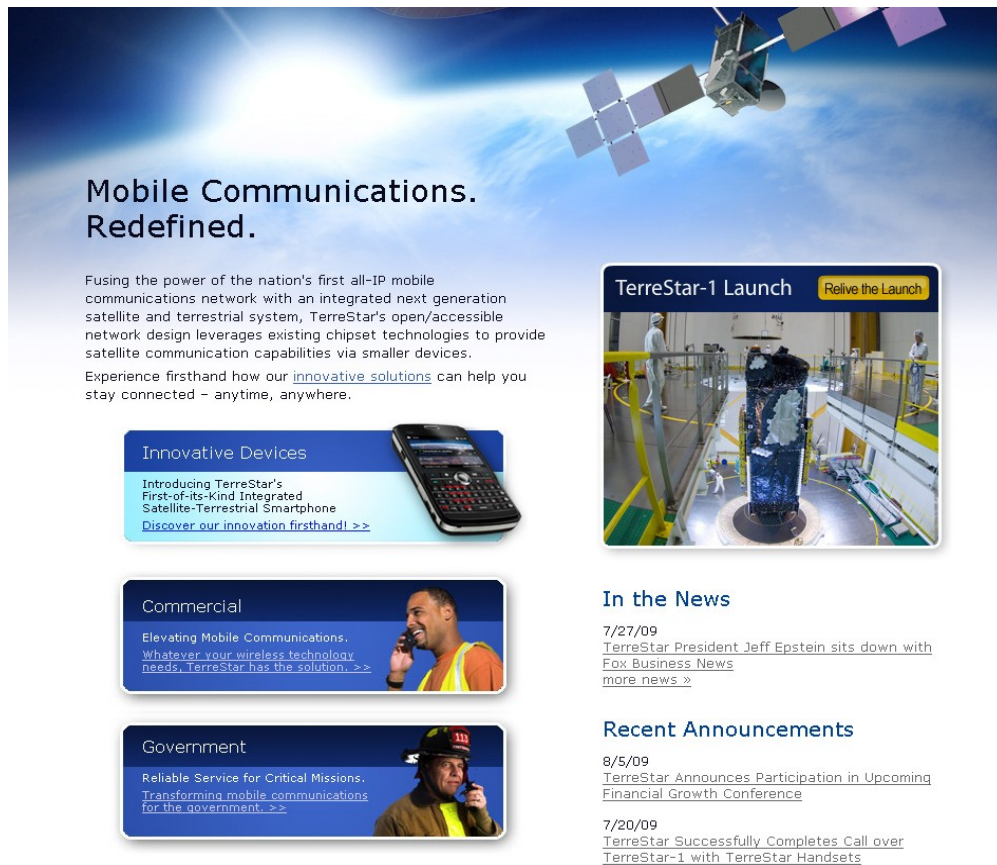 Mobile Communications.
Redefined.
Fusing the power of the nation's first all-IP mobile
communications network with an integrated next generation
satellite and terrestrial system, TerreStar's open/accessible
network design leverages existing chipset technologies to provide
satellite communication capabilities via smaller devices.
Experience firsthand how our innovative solutions can help you
stay connected – anytime, anywhere.
Innovative Devices
Introducing TerreStar's
First-of-its-Kind Integrated
Satellite-Terrestrial Smartphone
Discover our innovation firsthand! >>
Commercial
Elevating Mobile Communications.
Whatever your wireless technology
needs, TerreStar has the solution. >>
Government
Reliable Service for Critical Missions.
Transforming mobile communications
for the government. >>
113
TerreStar-1 Launch
Relive the Launch
In the News
7/27/09
TerreStar President Jeff Epstein sits down with
Fox Business News
more news »
Recent Announcements
8/5/09
TerreStar Announces Participation in Upcoming
Financial Growth Conference
7/20/09
TerreStar Successfully Completes Call over
TerreStar-1 with TerreStar Handsets